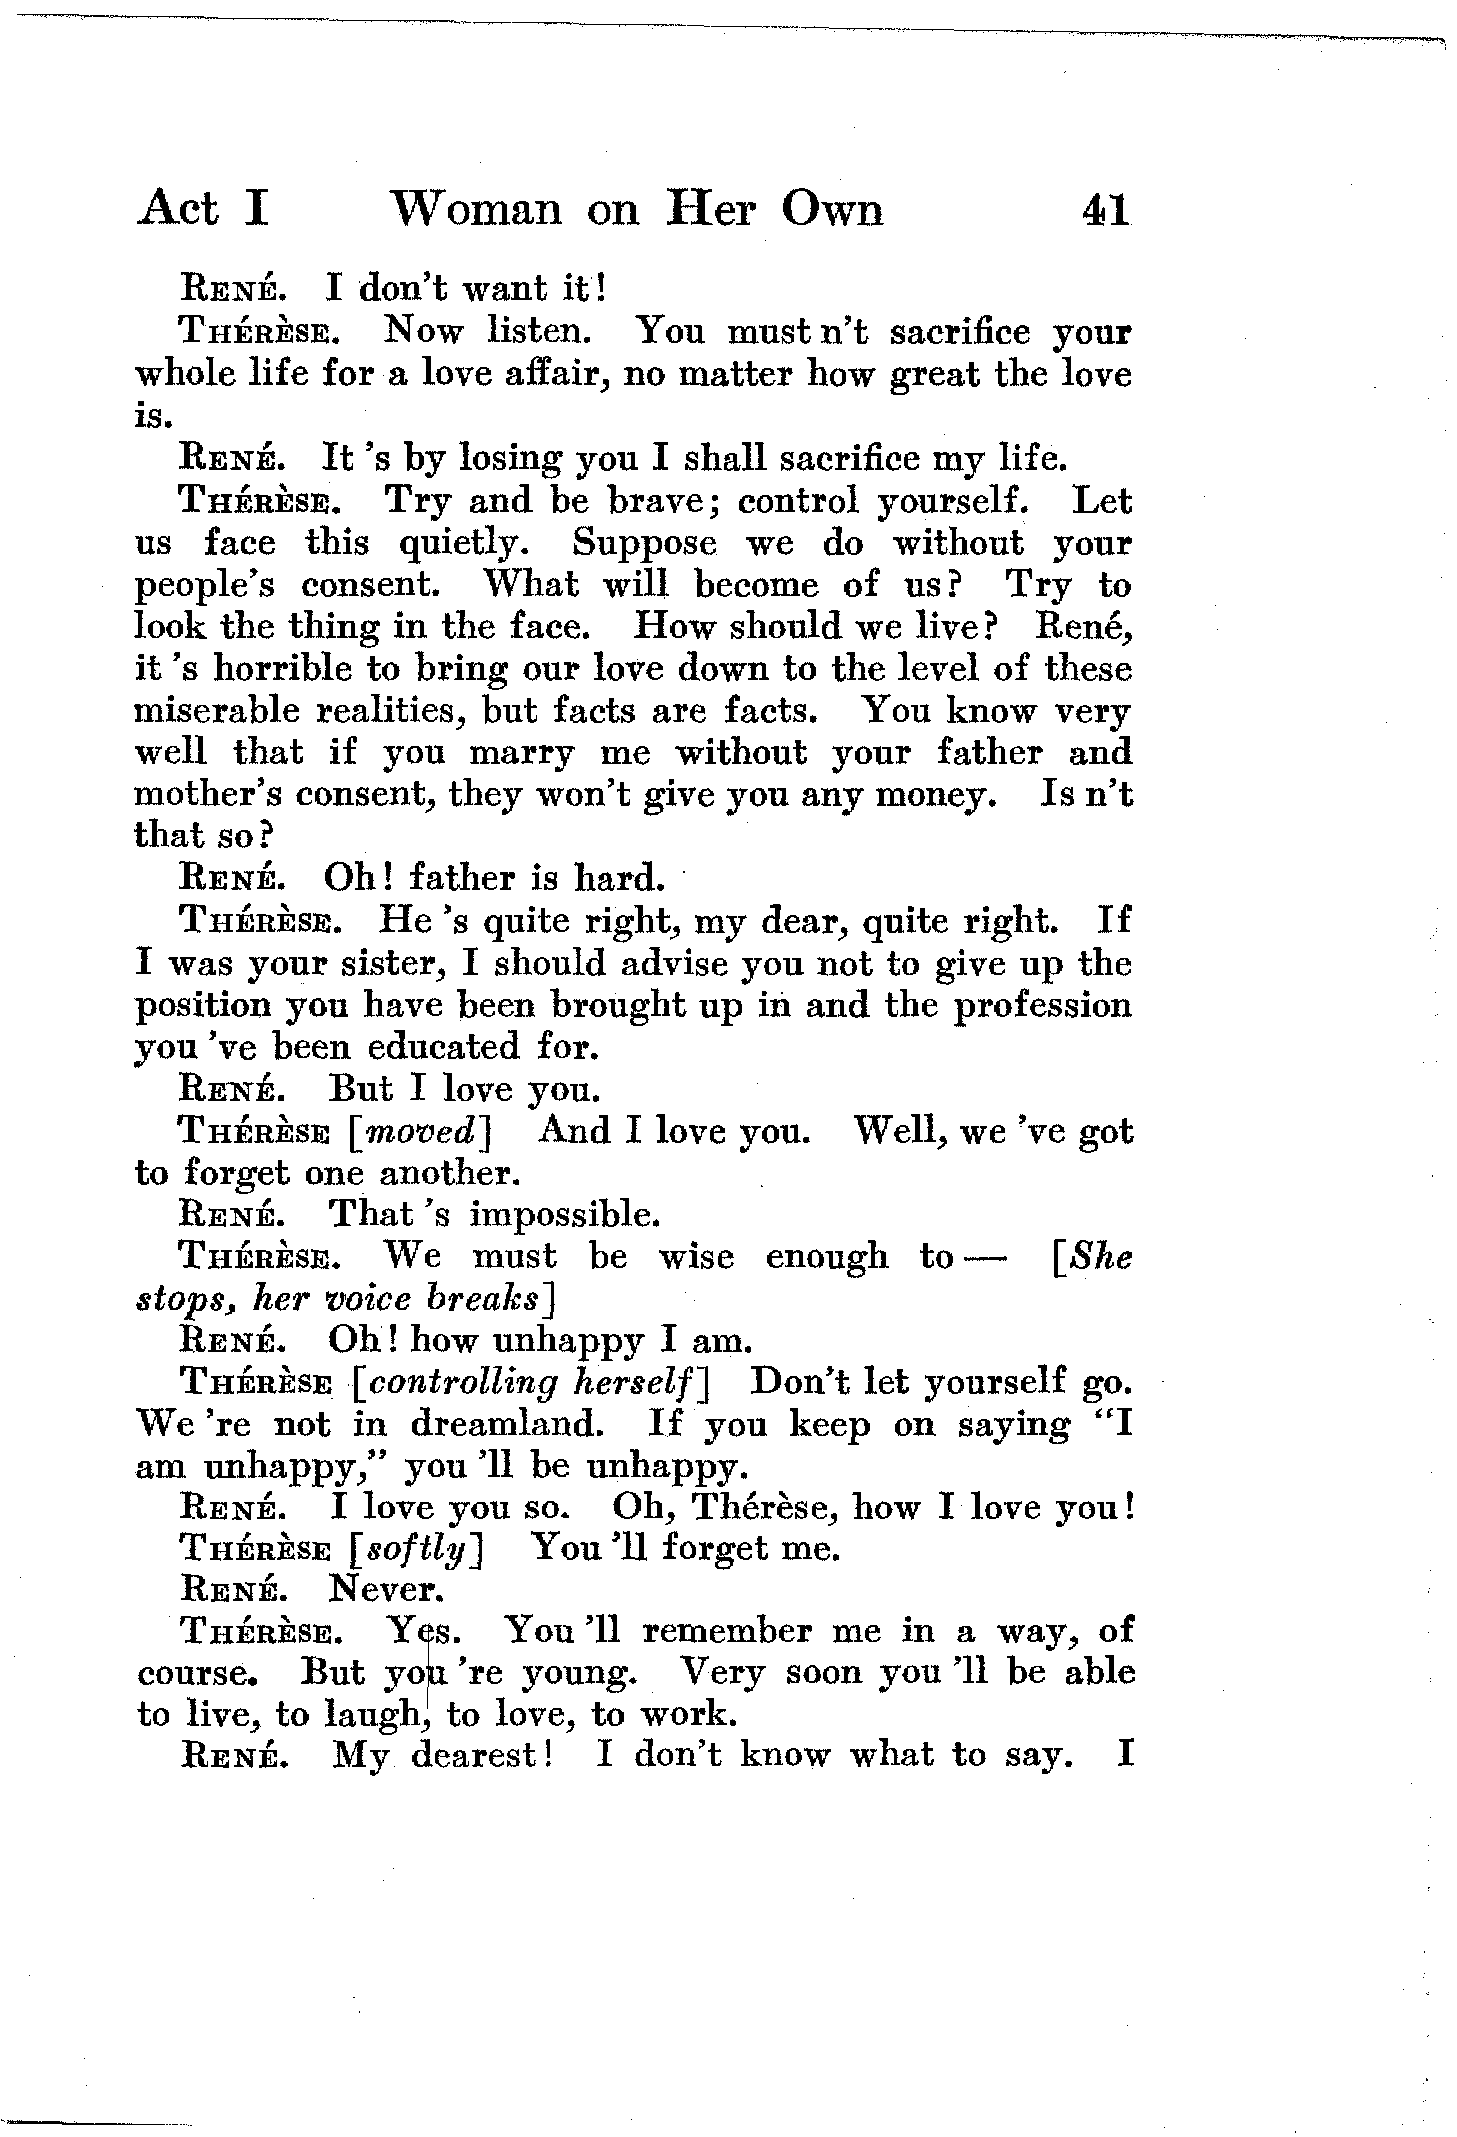 Act I Woman on Her Own 41
RENÉ. I don't want it!
THÉRÈSE. Now listen. You must n't sacrifice your
whole life for a love affair, no matter how great the love
is.
RENÉ. It 's by losing you I shall sacrifice my life.
THÉRÈSE. Try and be brave; control yourself. Let
us face this quietly. Suppose we do without your
people's consent. What will become of us? Try to
look the thing in the face. How should we live? René,
it 's horrible to bring our love down to the level of these
miserable realities, but facts are facts. You know very
well that if you marry me without your father and
mother's consent, they won't give you any money. Is n't
that so?
RENÉ. Oh! father is hard.
THÉRÈSE. He 's quite right, my dear, quite right. If
I was your sister, I should advise you not to give up the
position you have been brought up in and the profession
you 've been educated for.
RENÉ. But I love you.
THÉRÈSE [moved] And I love you. Well, we 've got
to forget one another.
RENÉ. That 's impossible.
THÉRÈSE. We must be wise enough to— [She
stops, her voice breaks]
RENÉ. Oh! how unhappy I am.
THÉRÈSE [controlling herself] Don't let yourself go.
We 're not in dreamland. If you keep on saying "I
am unhappy," you 'll be unhappy.
RENÉ. I love you so. Oh, Thérèse, how I love you!
THÉRÈSE [softly] You 'll forget me.
RENÉ. Never.
THÉRÈSE. Yes. You 'll remember me in a way, of
course. But you 're young. Very soon you 'll be able
to live, to laugh, to love, to work.
RENÉ. My dearest! I don't know what to say. I